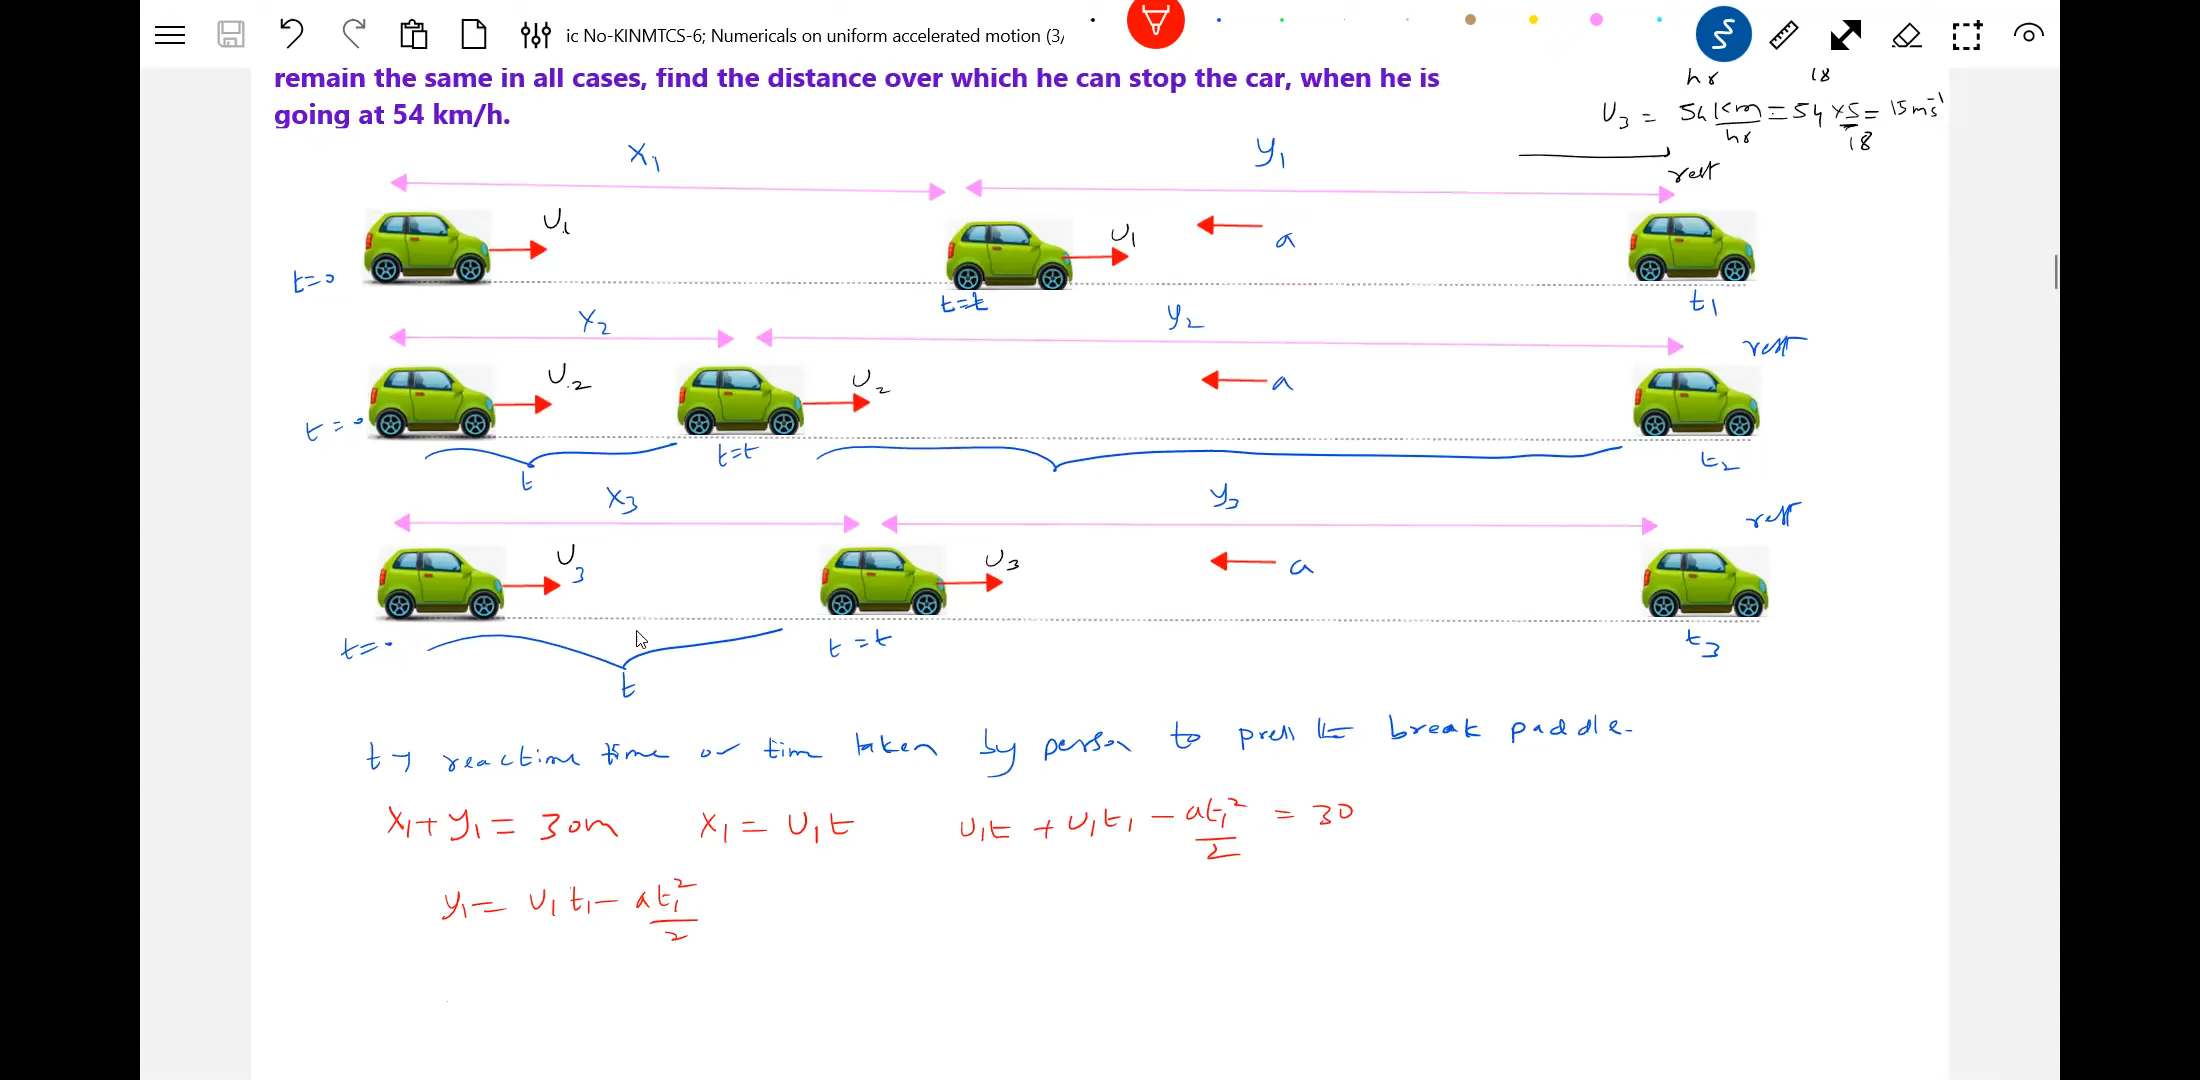 ic No-KINMTCS-6; Numericals on uniform accelerated motion (3/
remain the same in all cases, find the distance over which he can stop the car, when he is
going at 54 km/h.
hr 18
U3 = 54 km/hr = 54 × 5/18 = 15 ms⁻¹
rest
X1 y1
U1 U1 a
t=0 t=t t1
X2 y2
rest
U2 U2 a
t=0 t=t t2
t
X3 y3
rest
U3 U3 a
t=0 t=t t3
t
t → reactime time or tim taken by person to press the break paddle.
X1 + y1 = 30m X1 = U1t U1t + U1t1 - at1²/2 = 30
y1 = U1t1 - at1²/2